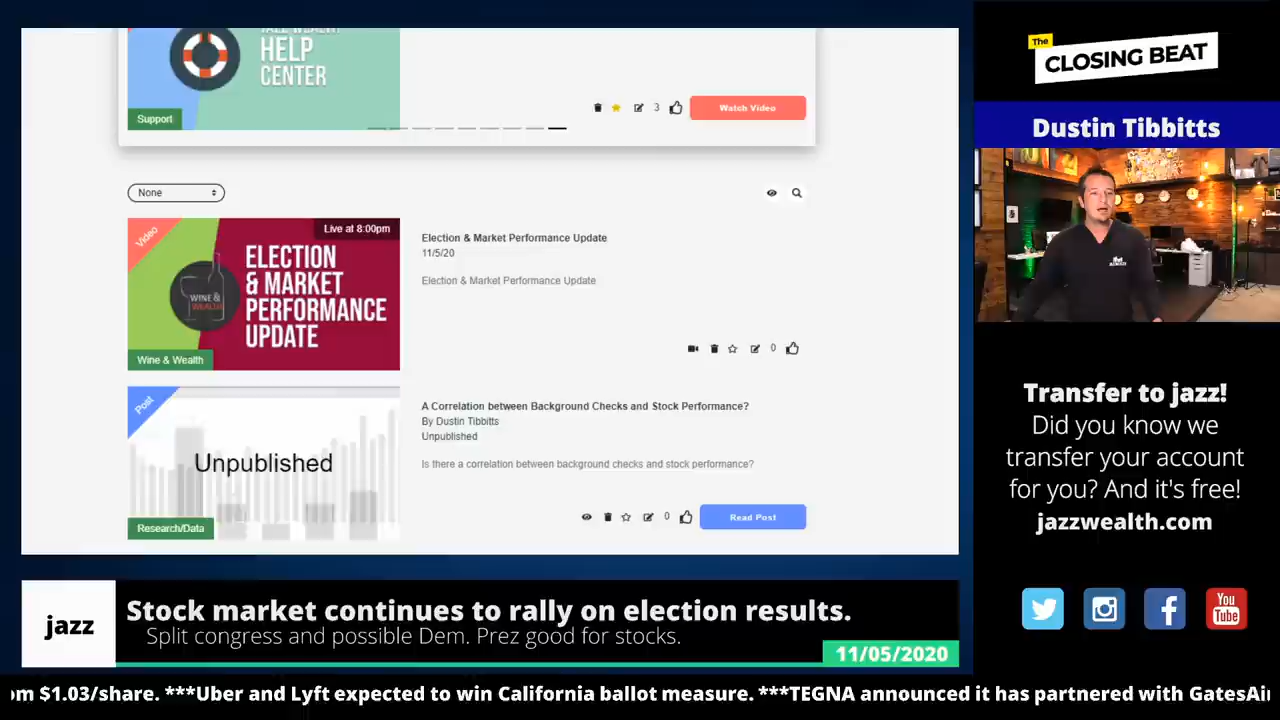 JAZZ WEALTH
HELP
CENTER
Support
3
Watch Video
None
Video
Live at 8:00pm
ELECTION
& MARKET
PERFORMANCE
UPDATE
WINE &
WEALTH
Wine & Wealth
Election & Market Performance Update
11/5/20
Election & Market Performance Update
0
Post
Unpublished
Research/Data
A Correlation between Background Checks and Stock Performance?
By Dustin Tibbitts
Unpublished
Is there a correlation between background checks and stock performance?
0
Read Post
The
CLOSING BEAT
Dustin Tibbitts
Transfer to jazz!
Did you know we
transfer your account
for you? And it's free!
jazzwealth.com
You
Tube
jazz
Stock market continues to rally on election results.
Split congress and possible Dem. Prez good for stocks.
11/05/2020
om $1.03/share. ***Uber and Lyft expected to win California ballot measure. ***TEGNA announced it has partnered with GatesAi